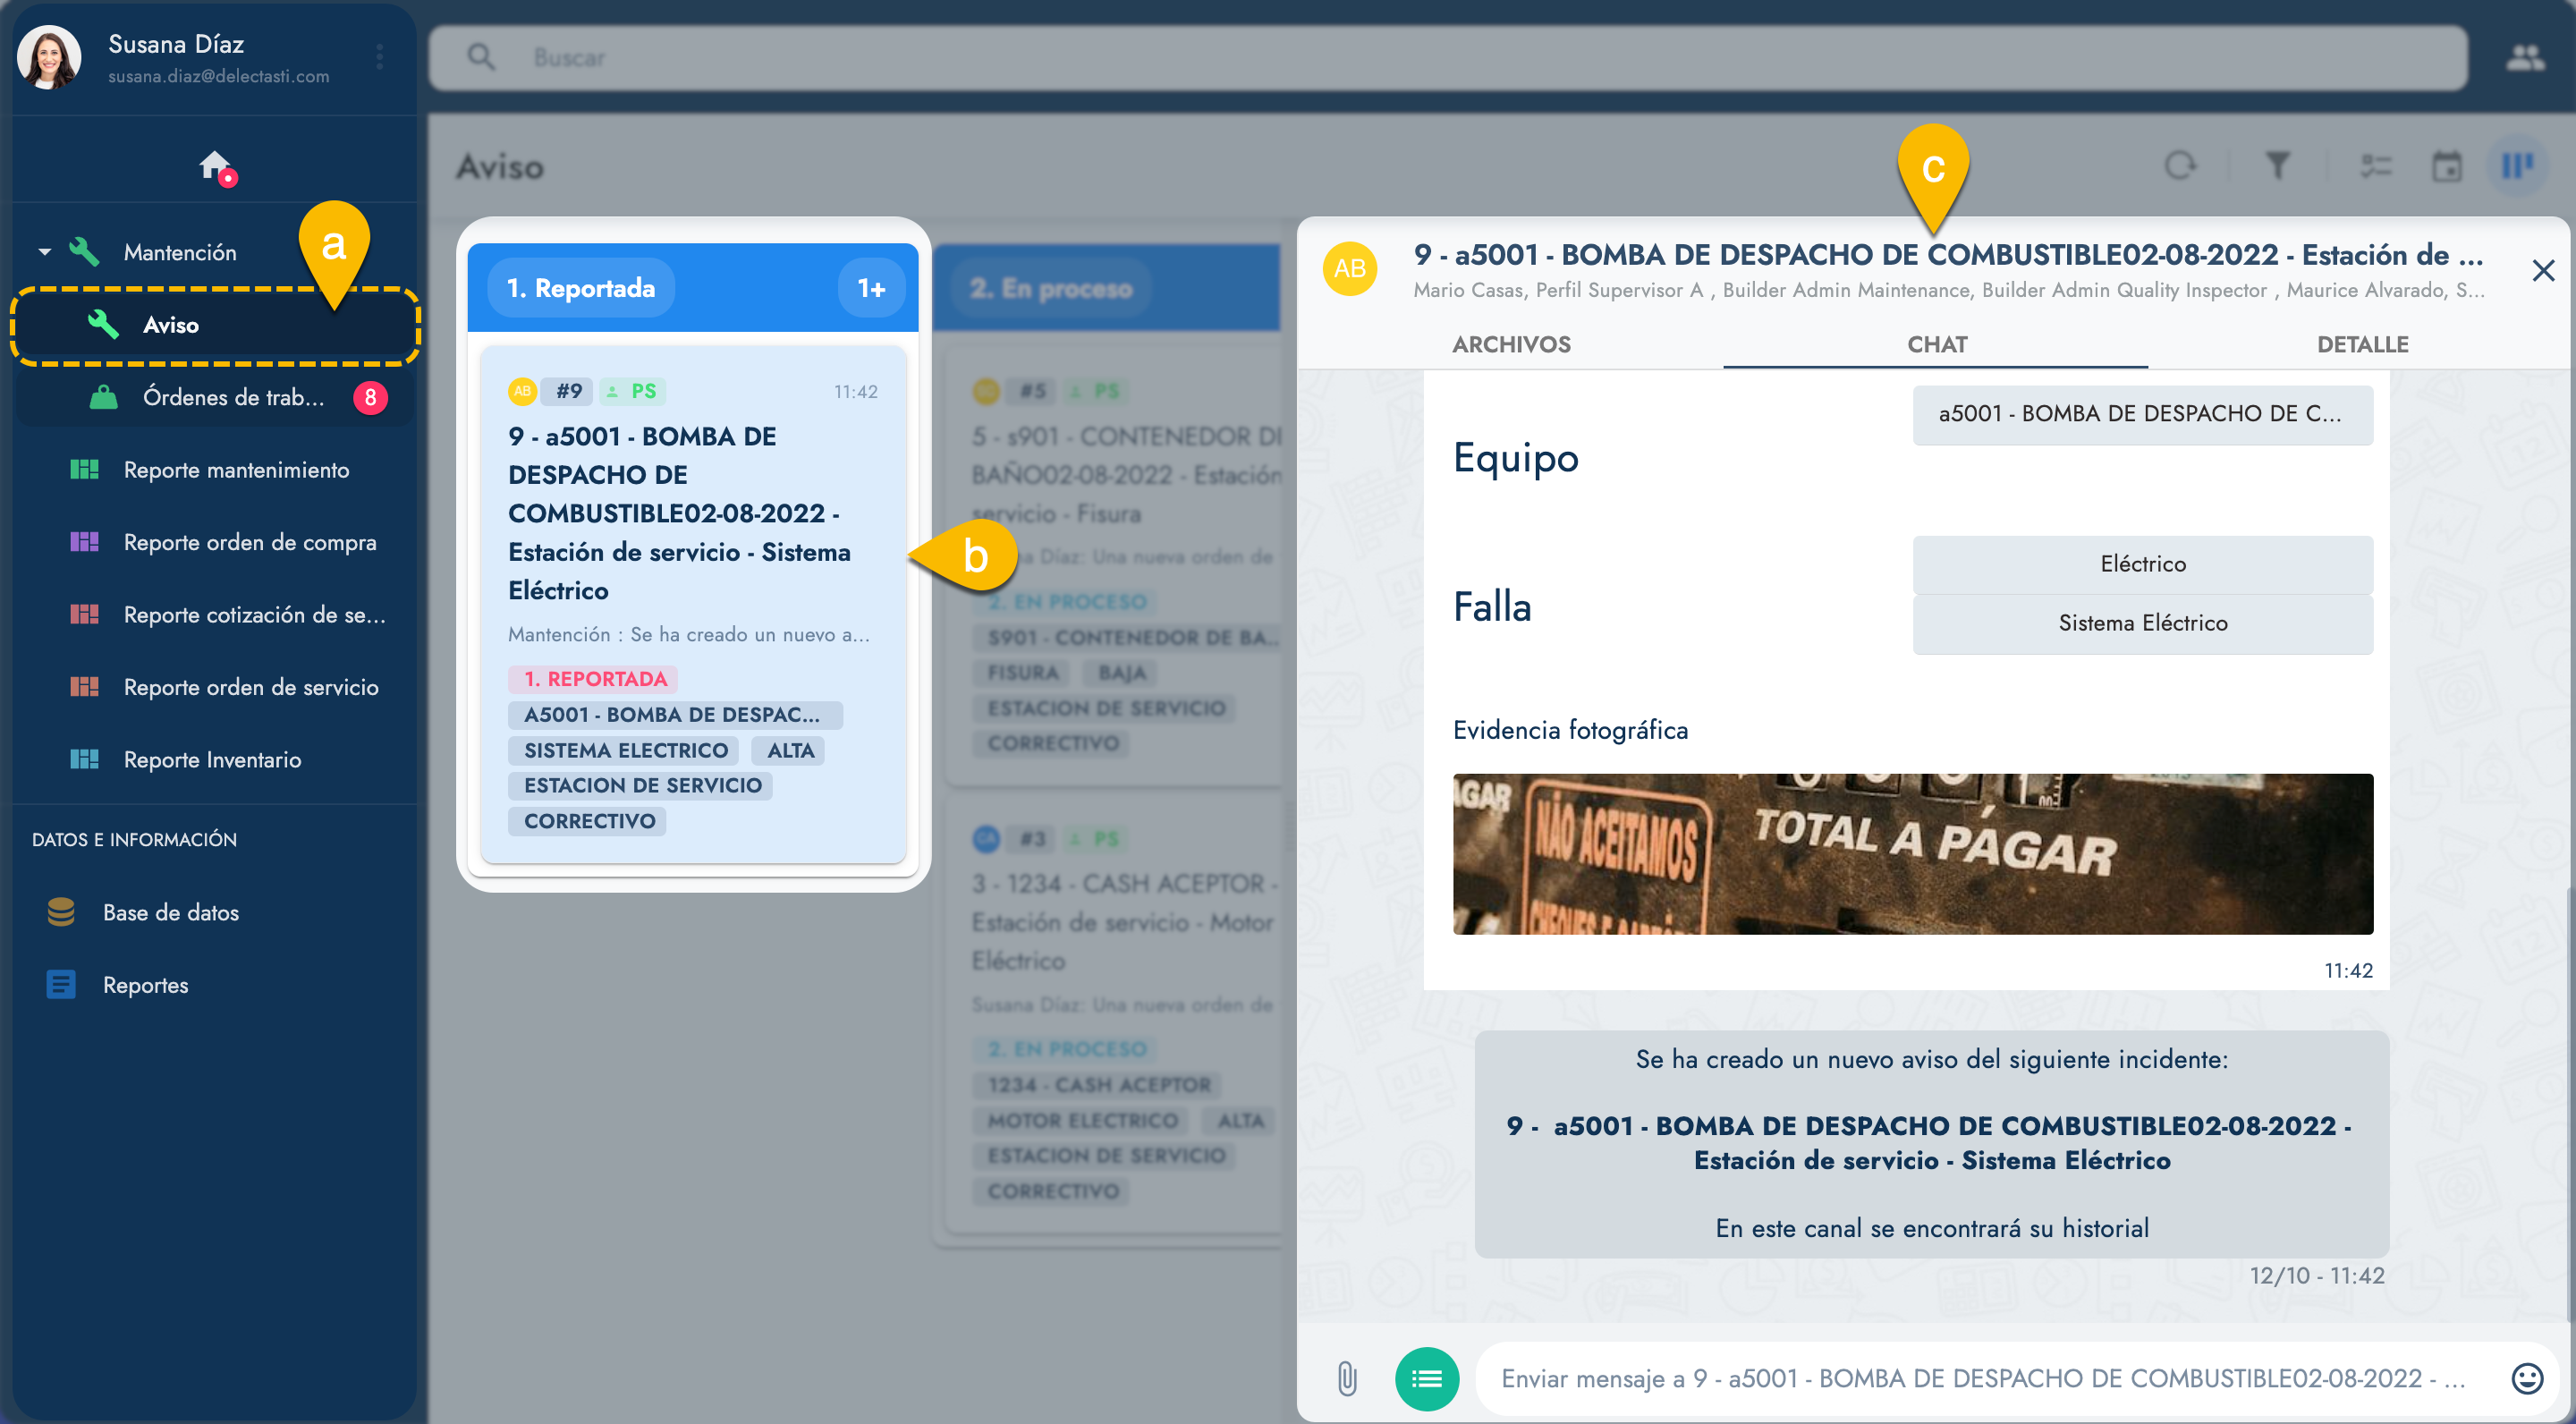 Susana Díaz
susana.diaz@delectasti.com
Mantención
a
Aviso
Órdenes de trab...
8
Reporte mantenimiento
Reporte orden de compra
Reporte cotización de se...
Reporte orden de servicio
Reporte Inventario
DATOS E INFORMACIÓN
Base de datos
Reportes
Buscar
Aviso
1. Reportada
1+
AB #9 PS 11:42
9 - a5001 - BOMBA DE
DESPACHO DE
COMBUSTIBLE02-08-2022 -
Estación de servicio - Sistema
Eléctrico
Mantención : Se ha creado un nuevo a...
1. REPORTADA
A5001 - BOMBA DE DESPAC...
SISTEMA ELECTRICO ALTA
ESTACION DE SERVICIO
CORRECTIVO
b
2. En proceso
#5 PS
5 - s901 - CONTENEDOR DE
BAÑO02-08-2022 - Estación
servicio - Fisura
na Díaz: Una nueva orden de
2. EN PROCESO
S901 - CONTENEDOR DE BA...
FISURA BAJA
ESTACION DE SERVICIO
CORRECTIVO
CA #3 PS
3 - 1234 - CASH ACEPTOR -
Estación de servicio - Motor
Eléctrico
Susana Díaz: Una nueva orden de
2. EN PROCESO
1234 - CASH ACEPTOR
MOTOR ELECTRICO ALTA
ESTACION DE SERVICIO
CORRECTIVO
c
AB
9 - a5001 - BOMBA DE DESPACHO DE COMBUSTIBLE02-08-2022 - Estación de ...
Mario Casas, Perfil Supervisor A , Builder Admin Maintenance, Builder Admin Quality Inspector , Maurice Alvarado, S...
ARCHIVOS CHAT DETALLE
a5001 - BOMBA DE DESPACHO DE C...
Equipo
Eléctrico
Falla
Sistema Eléctrico
Evidencia fotográfica
AGAR
NÃO ACEITAMOS
TOTAL A PÁGAR
11:42
Se ha creado un nuevo aviso del siguiente incidente:
9 - a5001 - BOMBA DE DESPACHO DE COMBUSTIBLE02-08-2022 -
Estación de servicio - Sistema Eléctrico
En este canal se encontrará su historial
12/10 - 11:42
Enviar mensaje a 9 - a5001 - BOMBA DE DESPACHO DE COMBUSTIBLE02-08-2022 - ...